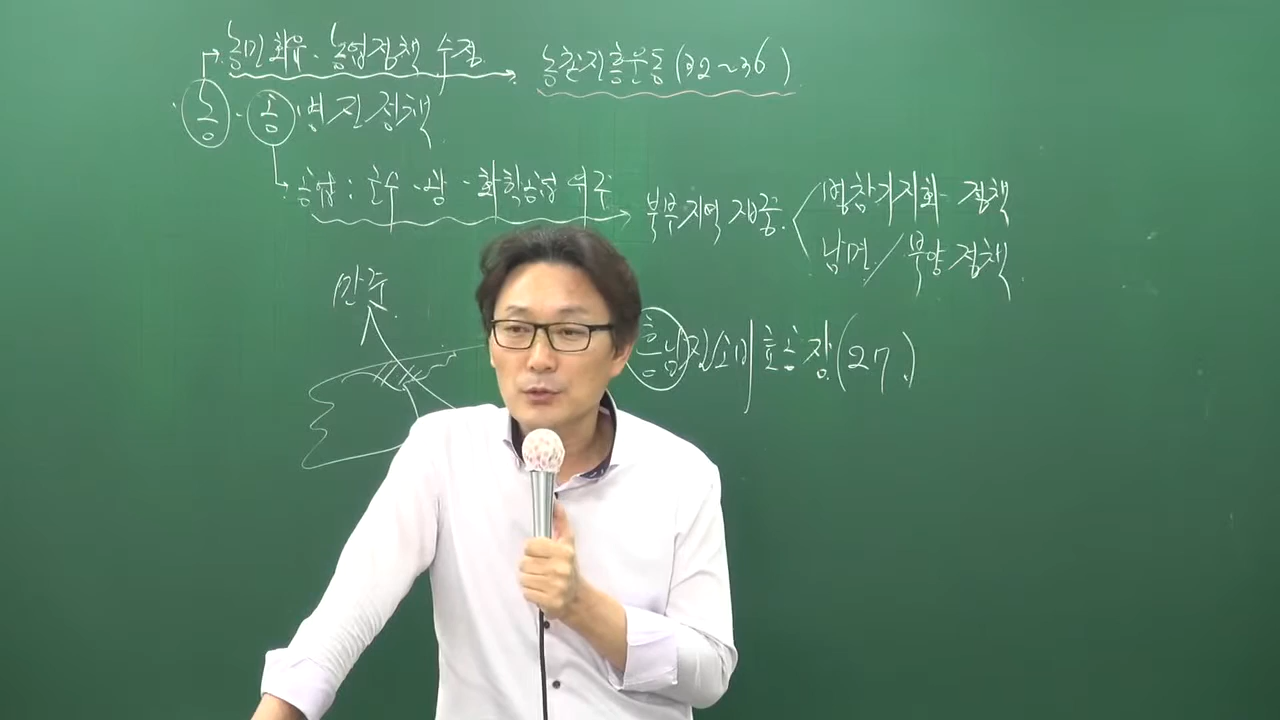 농민회유·농업정책 수정 → 농촌진흥운동(32~36)
농·공 병진정책
공업: 군수·광·화학공업 위주 → 북부지역 집중
병참기지화 정책
남면/북양 정책
만주
흥남질소비료공장(27.)